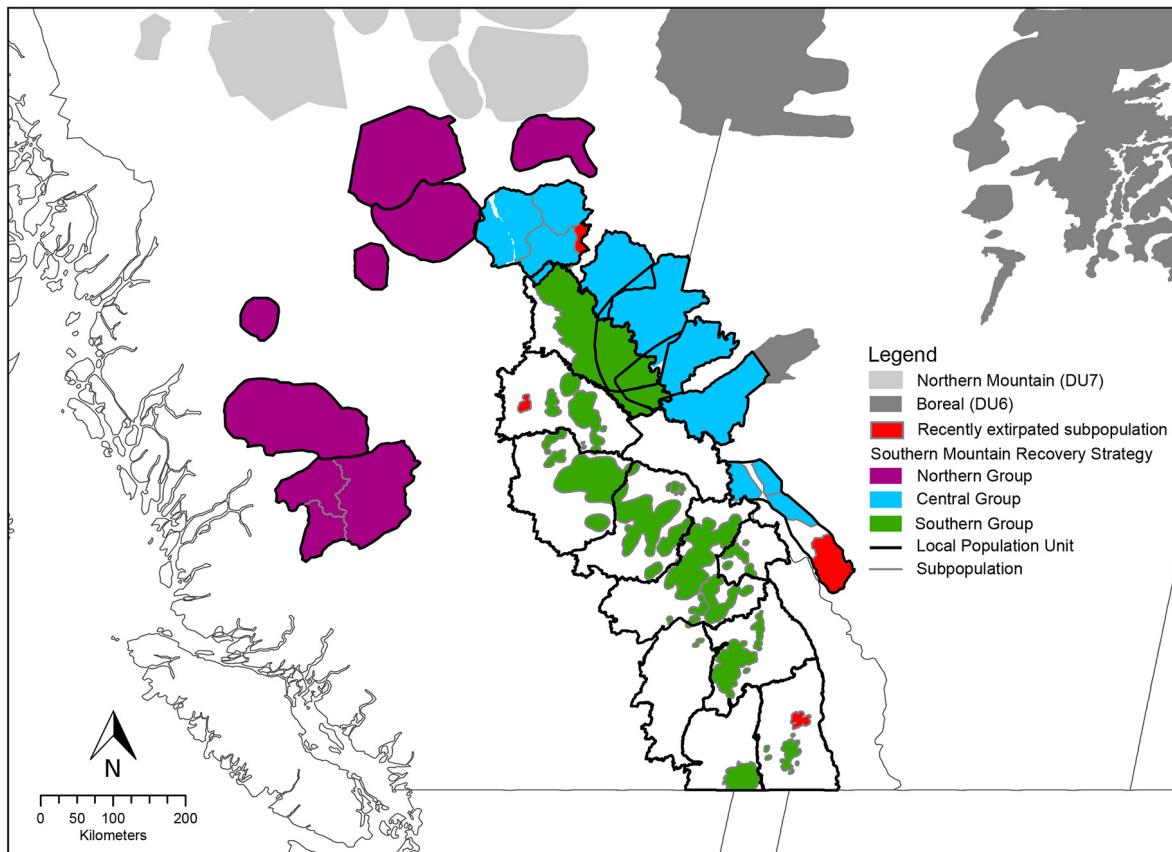 Legend
Northern Mountain (DU7)
Boreal (DU6)
Recently extirpated subpopulation
Southern Mountain Recovery Strategy
Northern Group
Central Group
Southern Group
Local Population Unit
Subpopulation
N
0 50 100 200
Kilometers